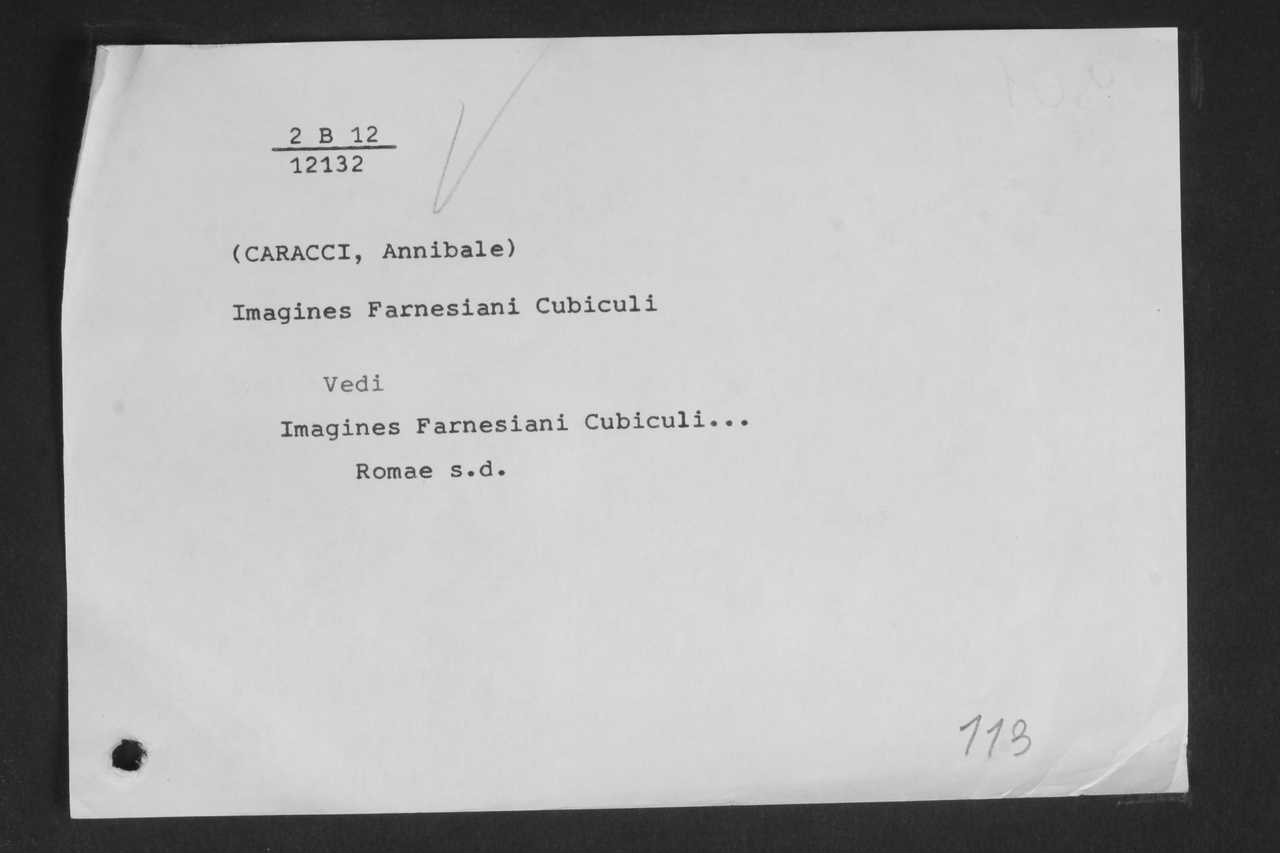 2 B 12
12132
(CARACCI, Annibale)
Imagines Farnesiani Cubiculi
Vedi
Imagines Farnesiani Cubiculi...
Romae s.d.
113